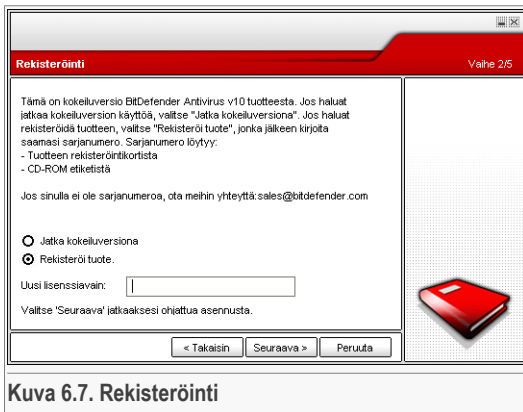 Rekisteröinti
Vaihe 2/5
Tämä on kokeiluversio BitDefender Antivirus v10 tuotteesta. Jos haluat
jatkaa kokeiluversion käyttöä, valitse "Jatka kokeiluversiona". Jos haluat
rekisteröidä tuotteen, valitse "Rekisteröi tuote", jonka jälkeen kirjoita
saamasi sarjanumero. Sarjanumero löytyy:
- Tuotteen rekisteröintikortista
- CD-ROM etiketistä
Jos sinulla ei ole sarjanumeroa, ota meihin yhteyttä:sales@bitdefender.com
Jatka kokeiluversiona
Rekisteröi tuote.
Uusi lisenssiavain:
Valitse 'Seuraava' jatkaaksesi ohjattua asennusta.
< Takaisin
Seuraava >
Peruuta
Kuva 6.7. Rekisteröinti